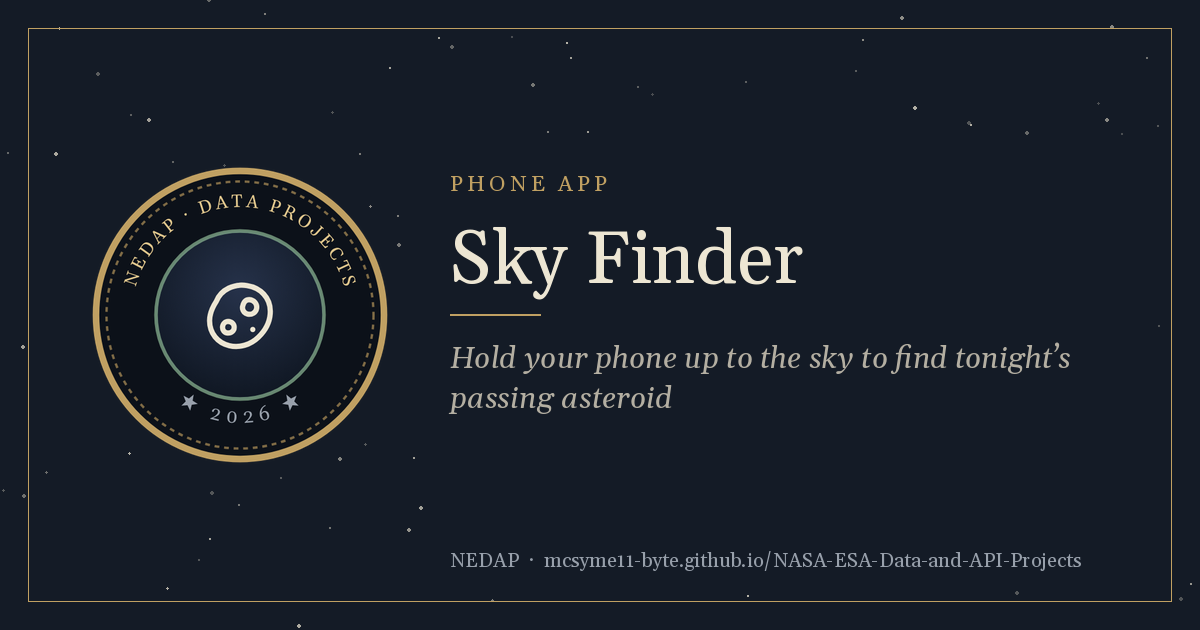 NEDAP · DATA PROJECTS
★ 2026 ★
PHONE APP
Sky Finder
Hold your phone up to the sky to find tonight’s
passing asteroid
NEDAP · mcsyme11-byte.github.io/NASA-ESA-Data-and-API-Projects